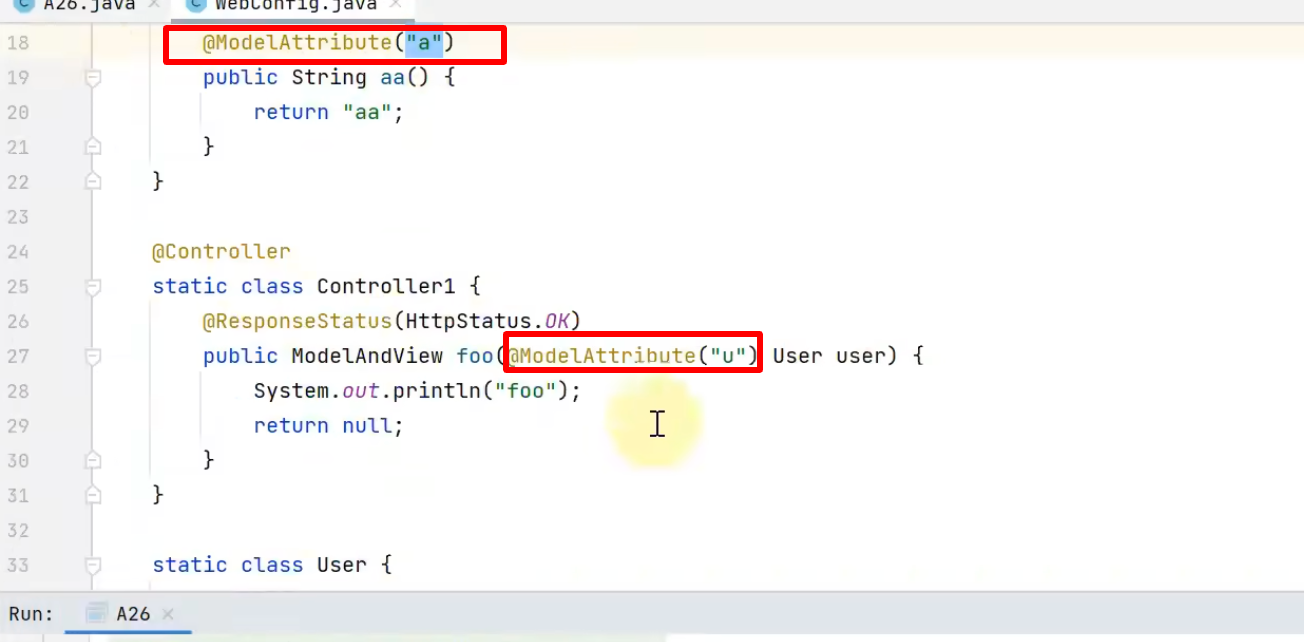 A26.java × WebConfig.java ×
18 @ModelAttribute("a")
19 public String aa() {
20 return "aa";
21 }
22 }
23
24 @Controller
25 static class Controller1 {
26 @ResponseStatus(HttpStatus.OK)
27 public ModelAndView foo(@ModelAttribute("u") User user) {
28 System.out.println("foo");
29 return null;
30 }
31 }
32
33 static class User {
Run: A26 ×